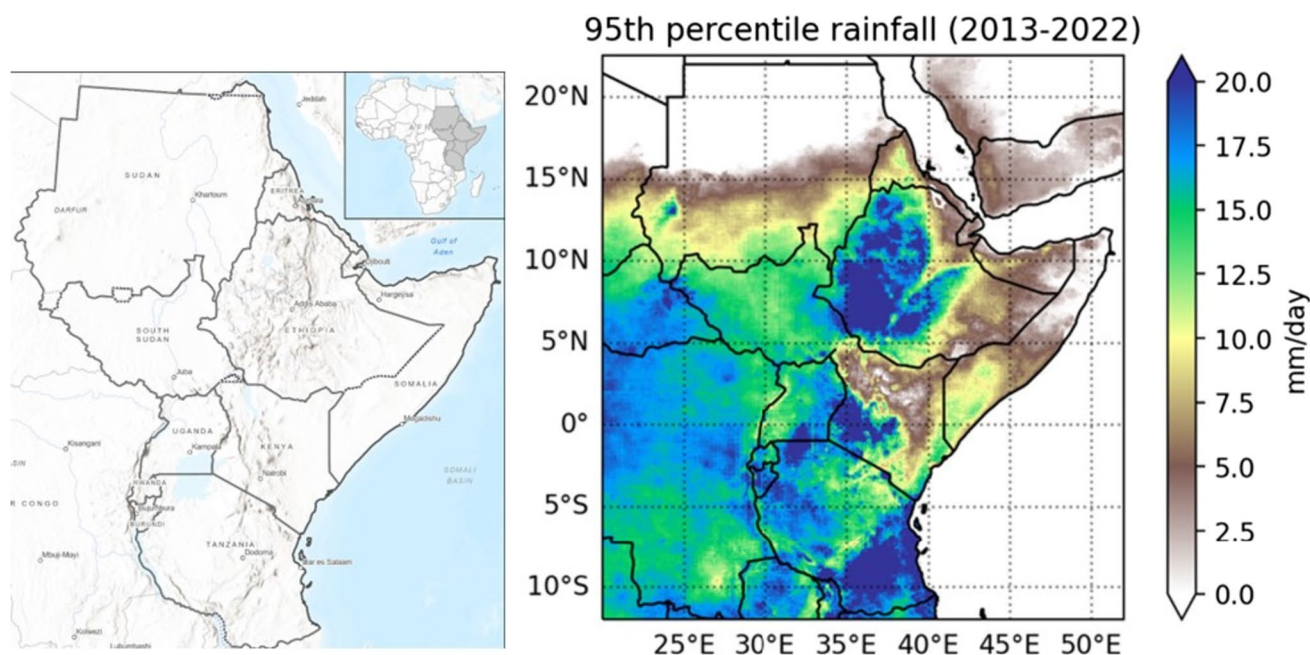 95th percentile rainfall (2013-2022)
Jeddah
AFRICA
SUDAN
Khartoum
ERITREA
DARFUR
Gulf of
Aden
Djibouti
Hargeysa
Addis Ababa
ETHIOPIA
SOUTH
SUDAN
Juba
SOMALIA
Mogadishu
UGANDA
Kampala
KENYA
Kisangani
Nairobi
SOMALI
BASIN
RWANDA
R CONGO
Bujumbura
BURUNDI
TANZANIA
Dodoma
Mbuji-Mayi
Dar es Salaam
Kolwezi
Lubumbashi
20°N
15°N
10°N
5°N
0°
5°S
10°S
25°E 30°E 35°E 40°E 45°E 50°E
20.0
17.5
15.0
12.5
10.0
7.5
5.0
2.5
0.0
mm/day